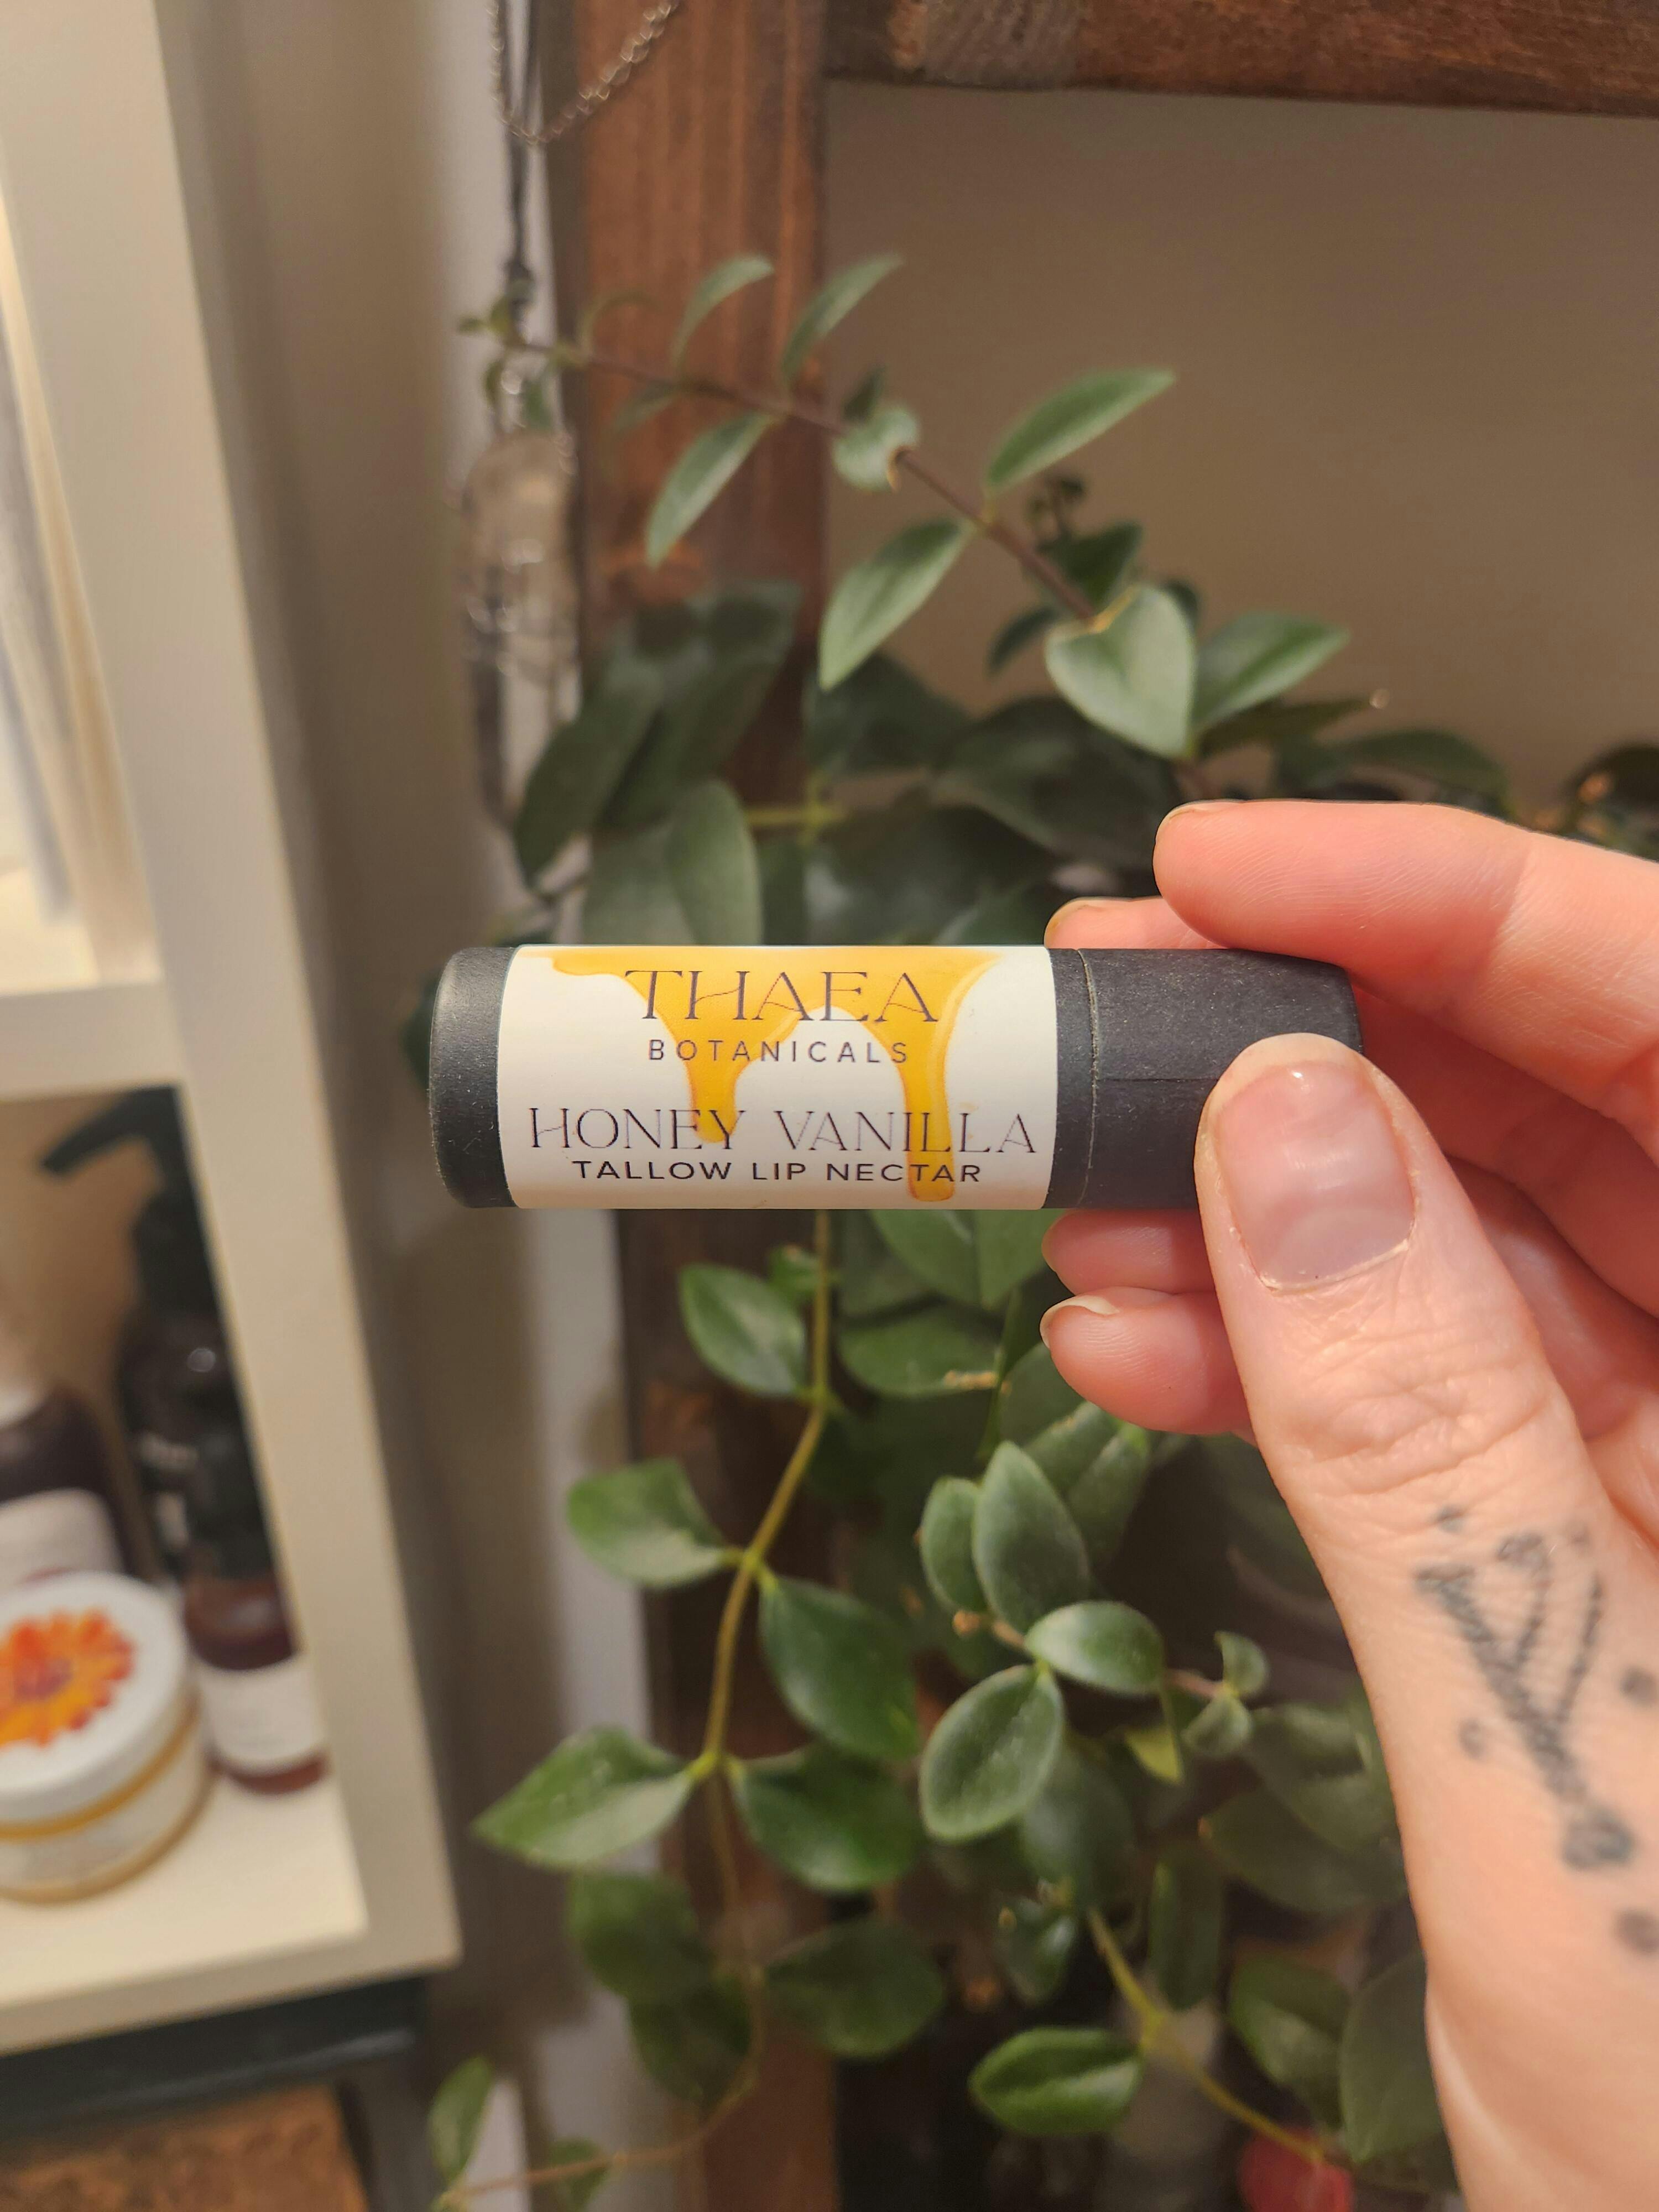 THAEA
BOTANICALS
HONEY VANILLA
TALLOW LIP NECTAR